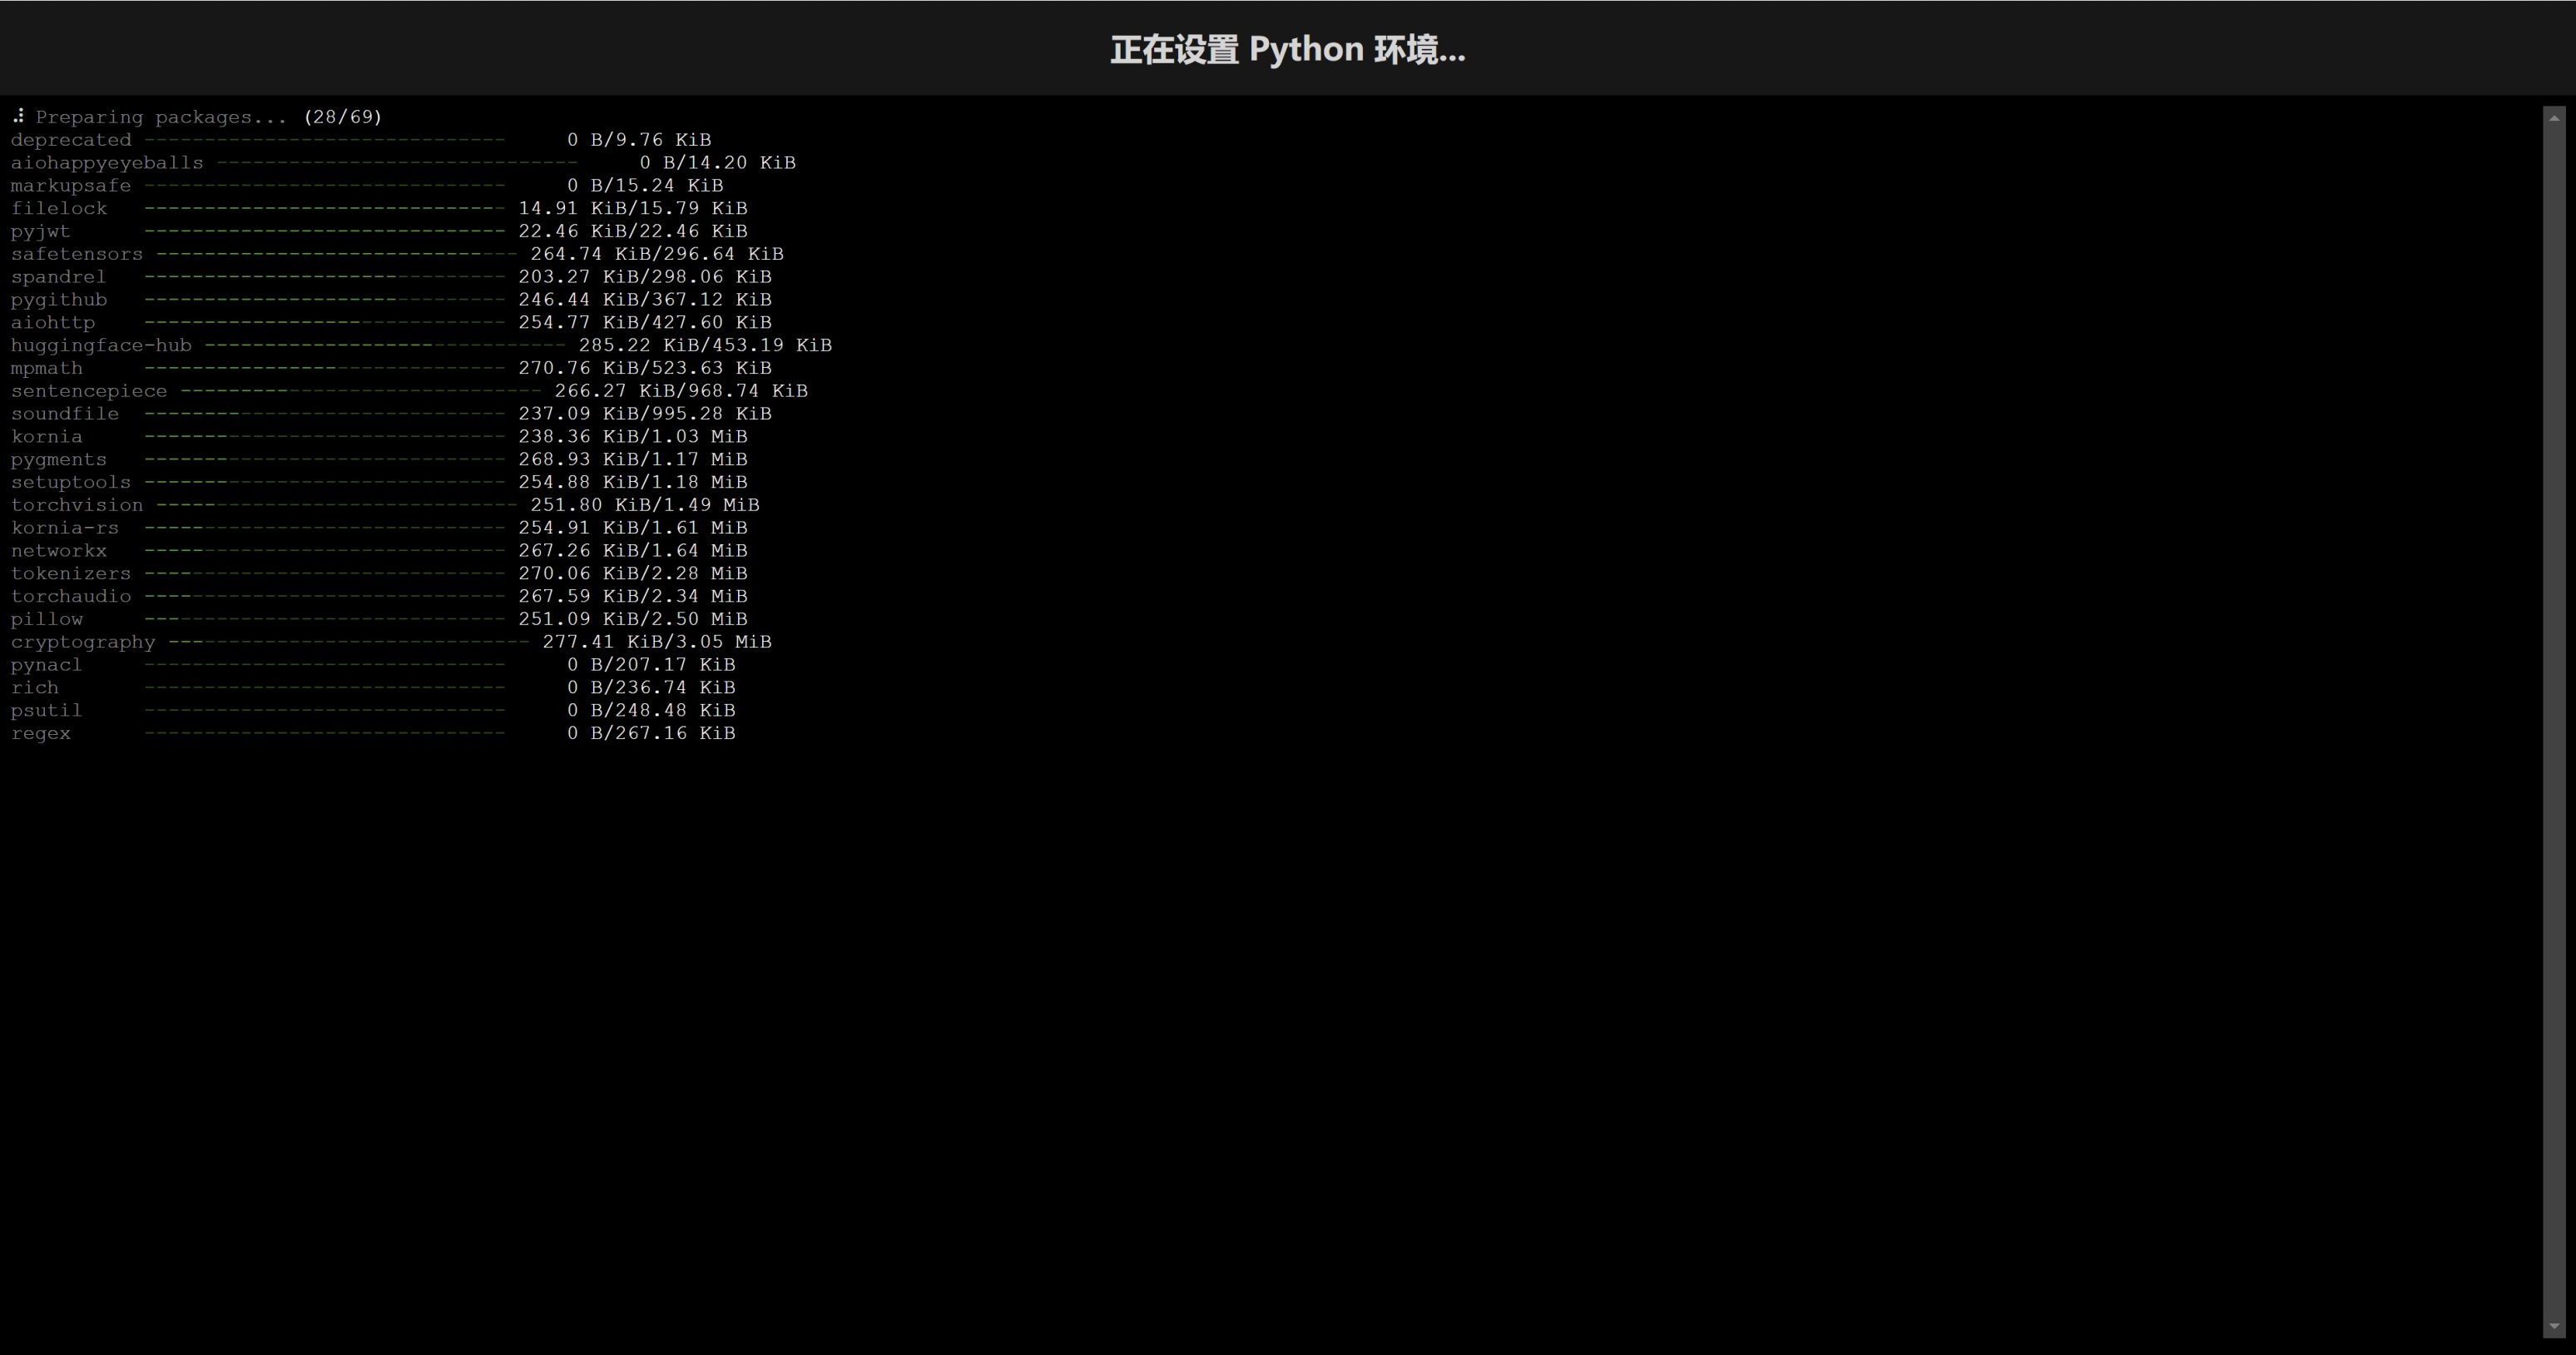 正在设置 Python 环境...
⠼ Preparing packages... (28/69)
deprecated ------------------------------ 0 B/9.76 KiB
aiohappyeyeballs ------------------------------ 0 B/14.20 KiB
markupsafe ------------------------------ 0 B/15.24 KiB
filelock ------------------------------ 14.91 KiB/15.79 KiB
pyjwt ------------------------------ 22.46 KiB/22.46 KiB
safetensors ------------------------------ 264.74 KiB/296.64 KiB
spandrel ------------------------------ 203.27 KiB/298.06 KiB
pygithub ------------------------------ 246.44 KiB/367.12 KiB
aiohttp ------------------------------ 254.77 KiB/427.60 KiB
huggingface-hub ------------------------------ 285.22 KiB/453.19 KiB
mpmath ------------------------------ 270.76 KiB/523.63 KiB
sentencepiece ------------------------------ 266.27 KiB/968.74 KiB
soundfile ------------------------------ 237.09 KiB/995.28 KiB
kornia ------------------------------ 238.36 KiB/1.03 MiB
pygments ------------------------------ 268.93 KiB/1.17 MiB
setuptools ------------------------------ 254.88 KiB/1.18 MiB
torchvision ------------------------------ 251.80 KiB/1.49 MiB
kornia-rs ------------------------------ 254.91 KiB/1.61 MiB
networkx ------------------------------ 267.26 KiB/1.64 MiB
tokenizers ------------------------------ 270.06 KiB/2.28 MiB
torchaudio ------------------------------ 267.59 KiB/2.34 MiB
pillow ------------------------------ 251.09 KiB/2.50 MiB
cryptography ------------------------------ 277.41 KiB/3.05 MiB
pynacl ------------------------------ 0 B/207.17 KiB
rich ------------------------------ 0 B/236.74 KiB
psutil ------------------------------ 0 B/248.48 KiB
regex ------------------------------ 0 B/267.16 KiB